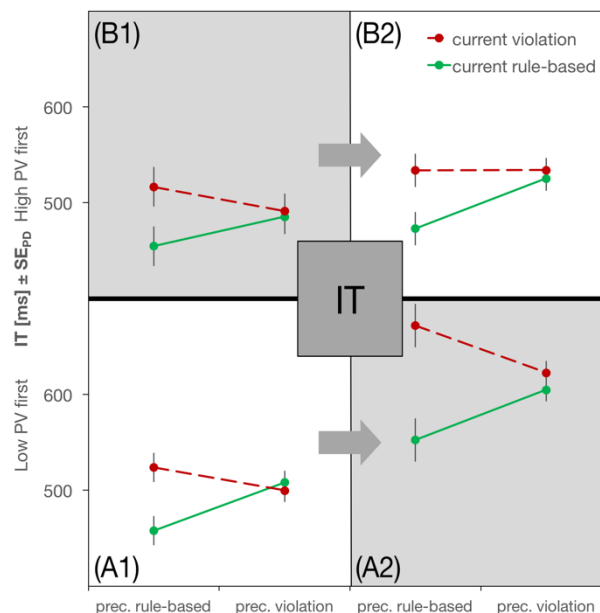 (B1)
(B2)
current violation
current rule-based
600
500
IT [ms] ± SE_PD High PV first
IT
600
500
Low PV first
(A1)
(A2)
prec. rule-based prec. violation prec. rule-based prec. violation